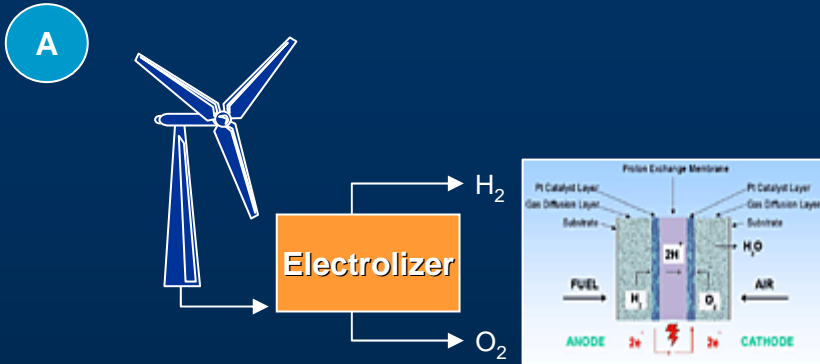 A
H₂
Electrolizer
O₂
Proton Exchange Membrane
Pt Catalyst Layer
Pt Catalyst Layer
Gas Diffusion Layer
Gas Diffusion Layer
Substrate
Substrate
H₂O
2H⁺
FUEL
AIR
H₂
O₂
ANODE
2e⁻
2e⁻
CATHODE